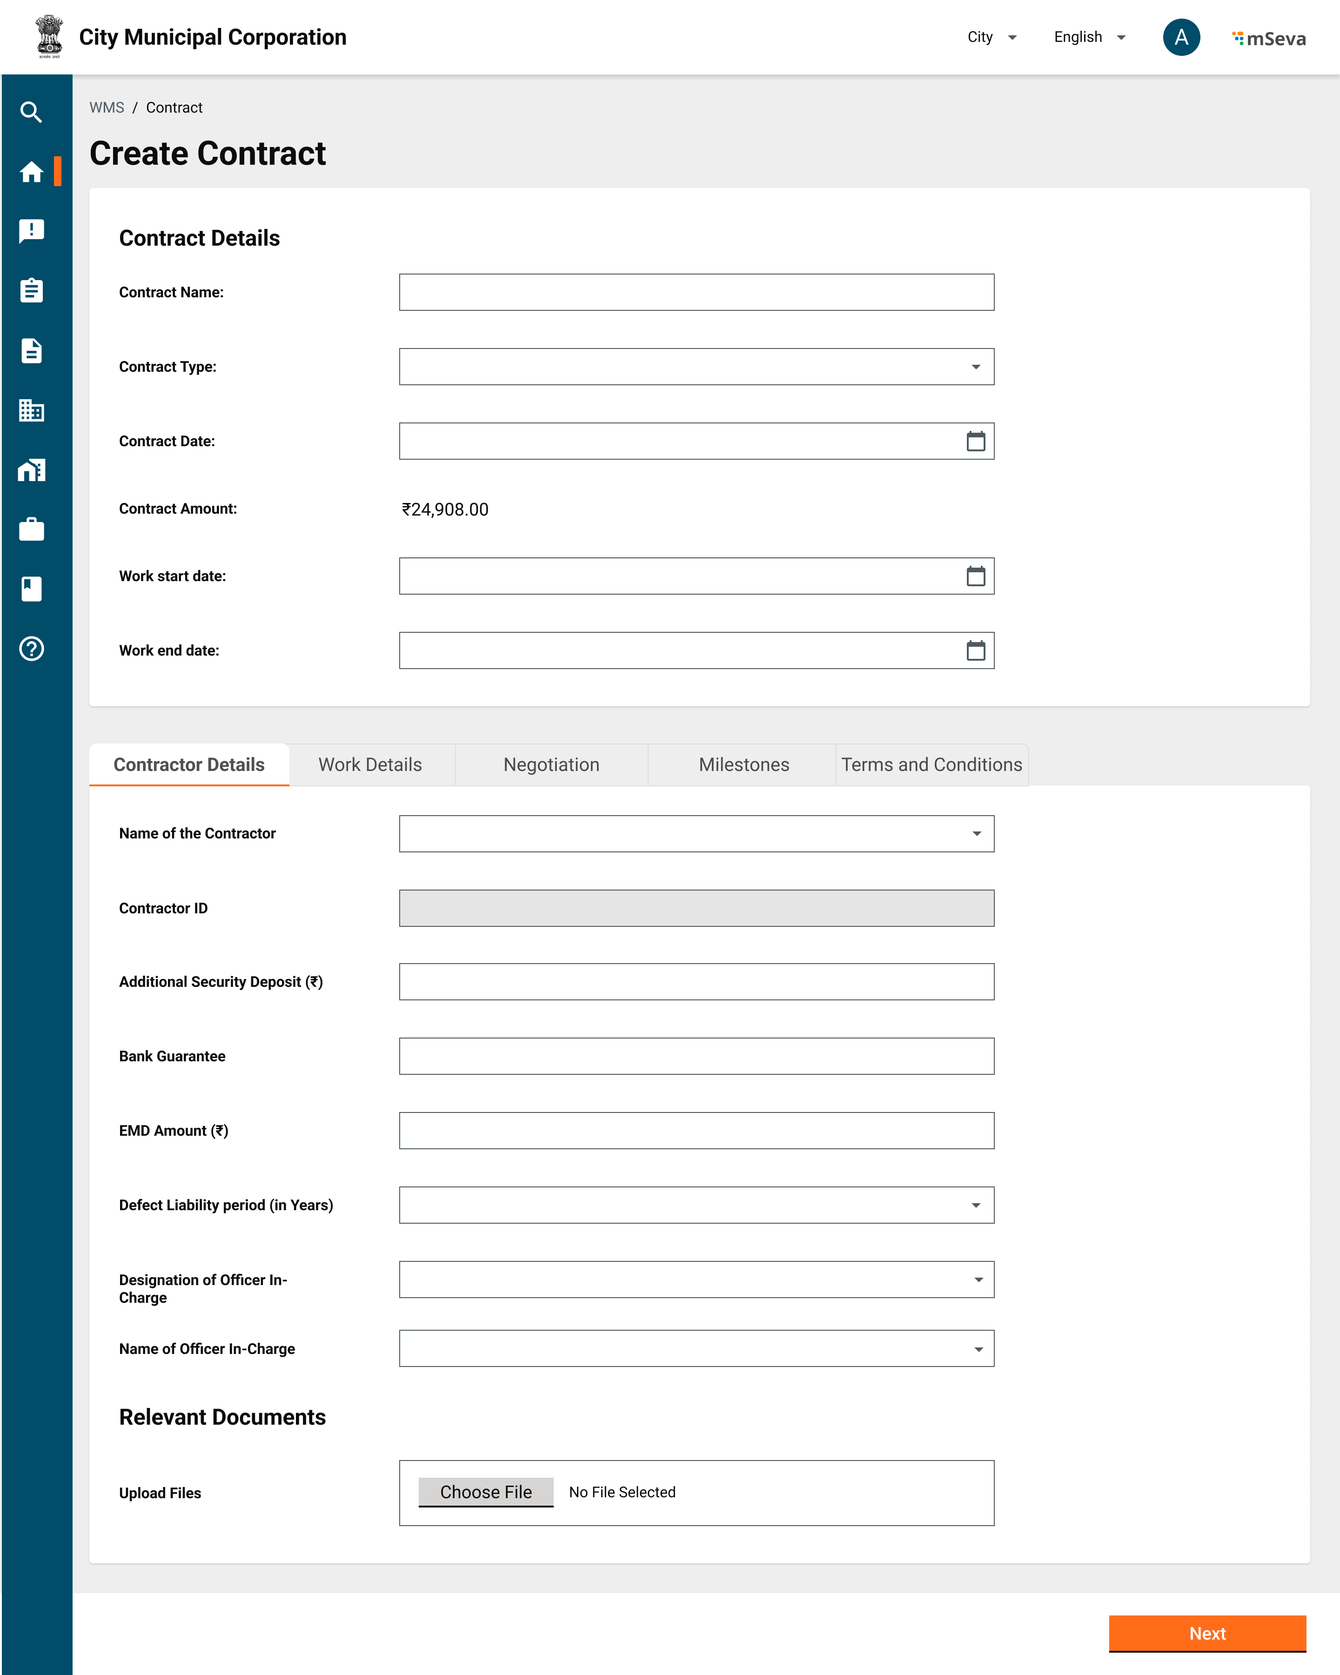 City Municipal Corporation
City
English
A
mSeva
WMS / Contract
Create Contract
Contract Details
Contract Name:
Contract Type:
Contract Date:
Contract Amount:
₹24,908.00
Work start date:
Work end date:
Contractor Details
Work Details
Negotiation
Milestones
Terms and Conditions
Name of the Contractor
Contractor ID
Additional Security Deposit (₹)
Bank Guarantee
EMD Amount (₹)
Defect Liability period (in Years)
Designation of Officer In-
Charge
Name of Officer In-Charge
Relevant Documents
Upload Files
Choose File
No File Selected
Next